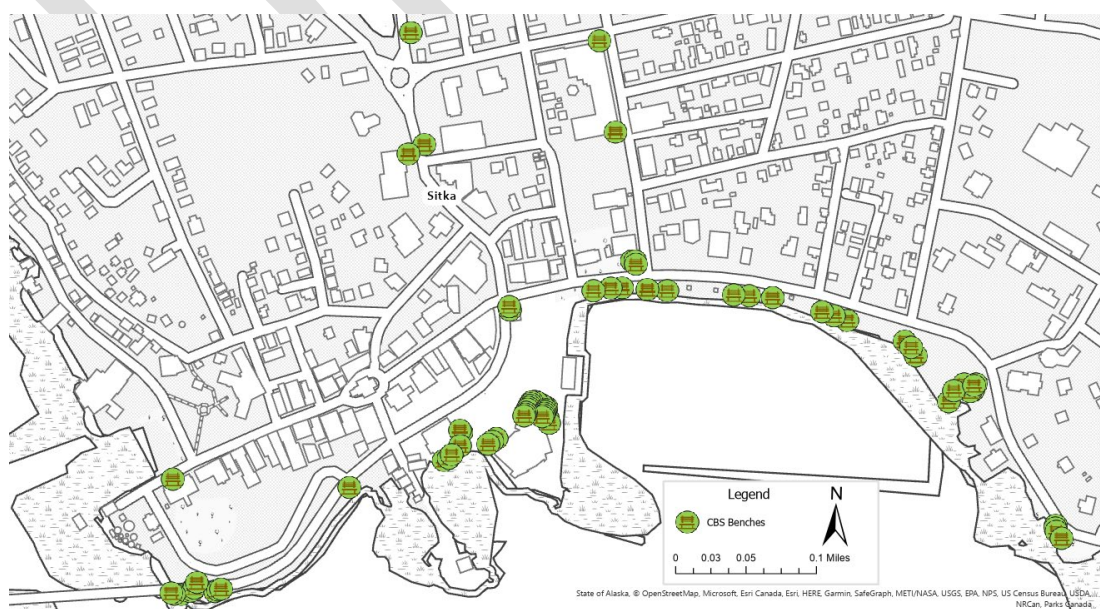 Sitka
Legend
N
CBS Benches
0 0.03 0.05 0.1 Miles
State of Alaska, © OpenStreetMap, Microsoft, Esri Canada, Esri, HERE, Garmin, SafeGraph, METI/NASA, USGS, EPA, NPS, US Census Bureau, USDA,
NRCan, Parks Canada